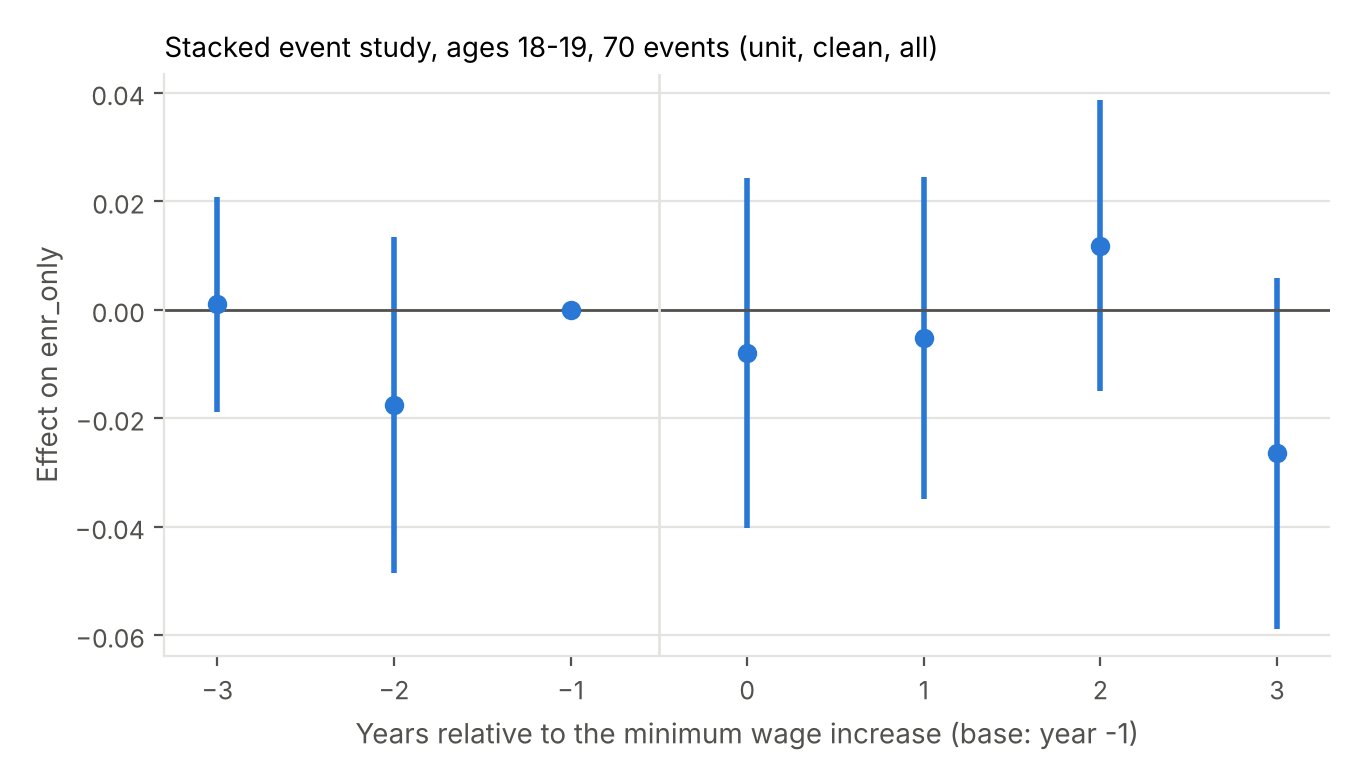 Stacked event study, ages 18-19, 70 events (unit, clean, all)
0.04
0.02
0.00
−0.02
−0.04
−0.06
Effect on enr_only
−3 −2 −1 0 1 2 3
Years relative to the minimum wage increase (base: year -1)